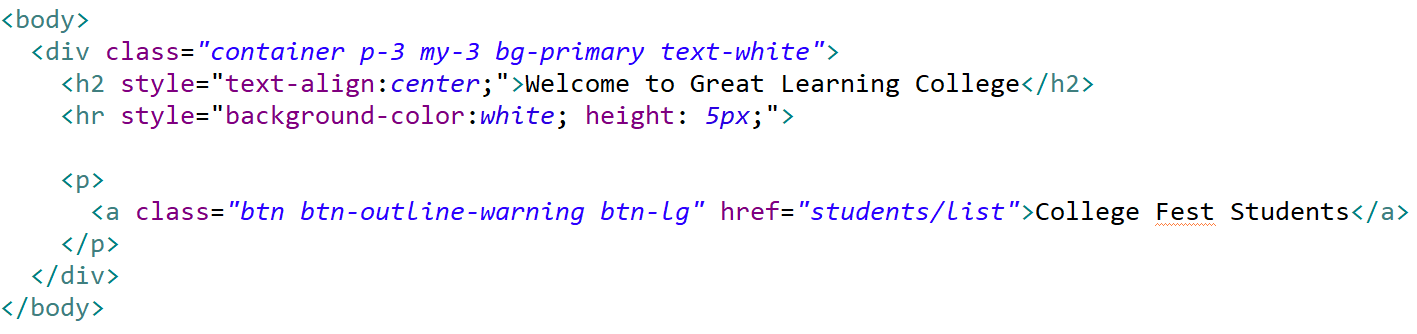 <body>
<div class="container p-3 my-3 bg-primary text-white">
<h2 style="text-align:center;">Welcome to Great Learning College</h2>
<hr style="background-color:white; height: 5px;">
<p>
<a class="btn btn-outline-warning btn-lg" href="students/list">College Fest Students</a>
</p>
</div>
</body>